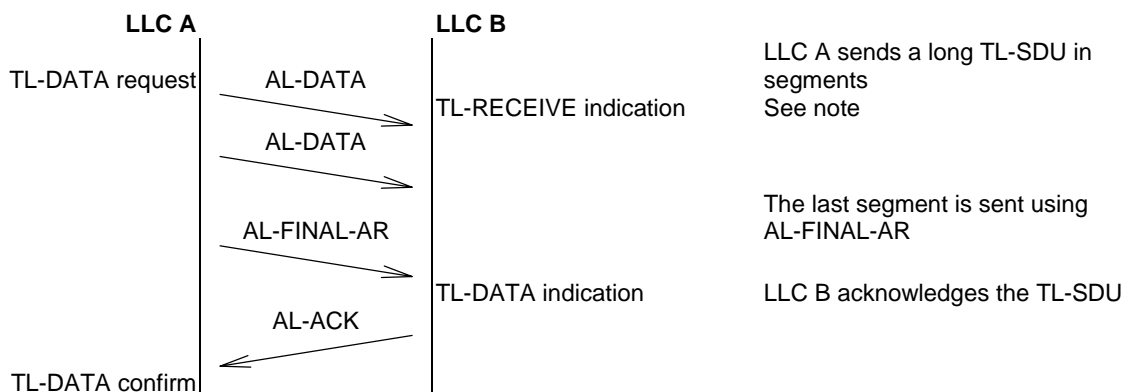 LLC A LLC B
LLC A sends a long TL-SDU in
TL-DATA request AL-DATA segments
TL-RECEIVE indication See note
AL-DATA
The last segment is sent using
AL-FINAL-AR AL-FINAL-AR
TL-DATA indication LLC B acknowledges the TL-SDU
AL-ACK
TL-DATA confirm